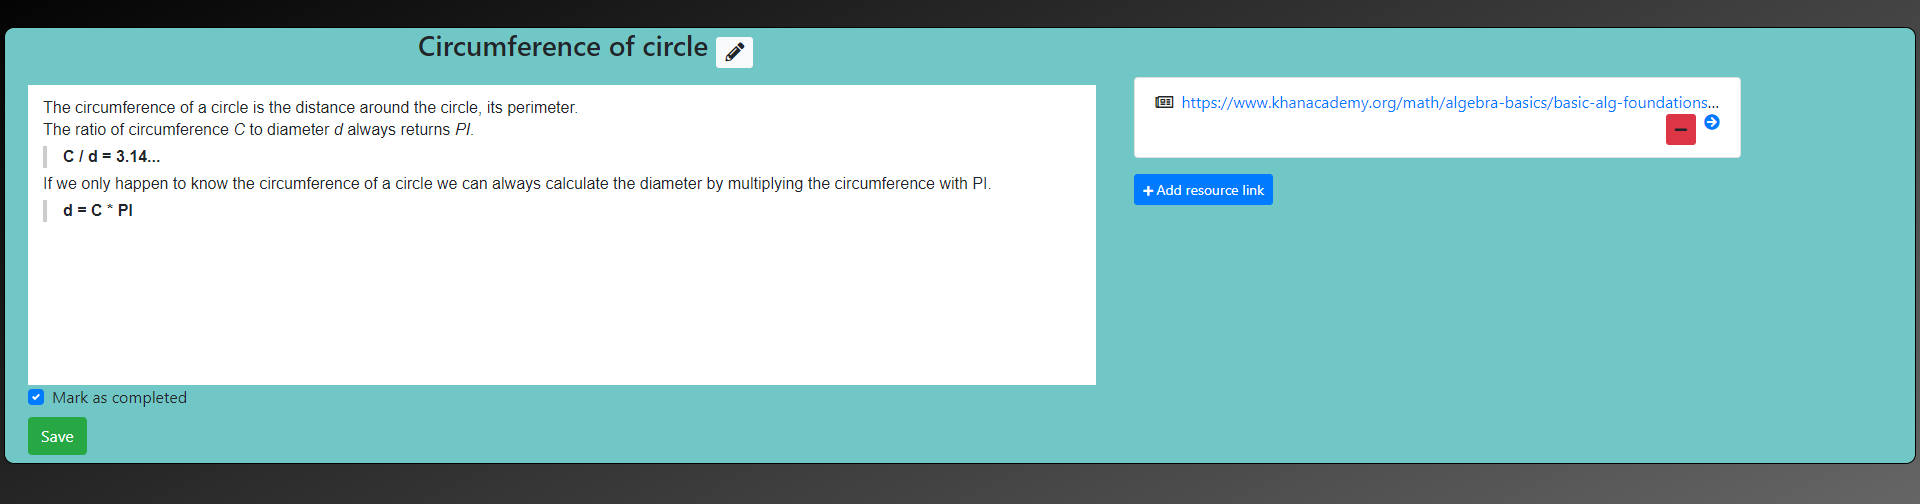 Circumference of circle
The circumference of a circle is the distance around the circle, its perimeter.
The ratio of circumference C to diameter d always returns PI.
C / d = 3.14...
If we only happen to know the circumference of a circle we can always calculate the diameter by multiplying the circumference with PI.
d = C * PI
Mark as completed
Save
https://www.khanacademy.org/math/algebra-basics/basic-alg-foundations...
Add resource link